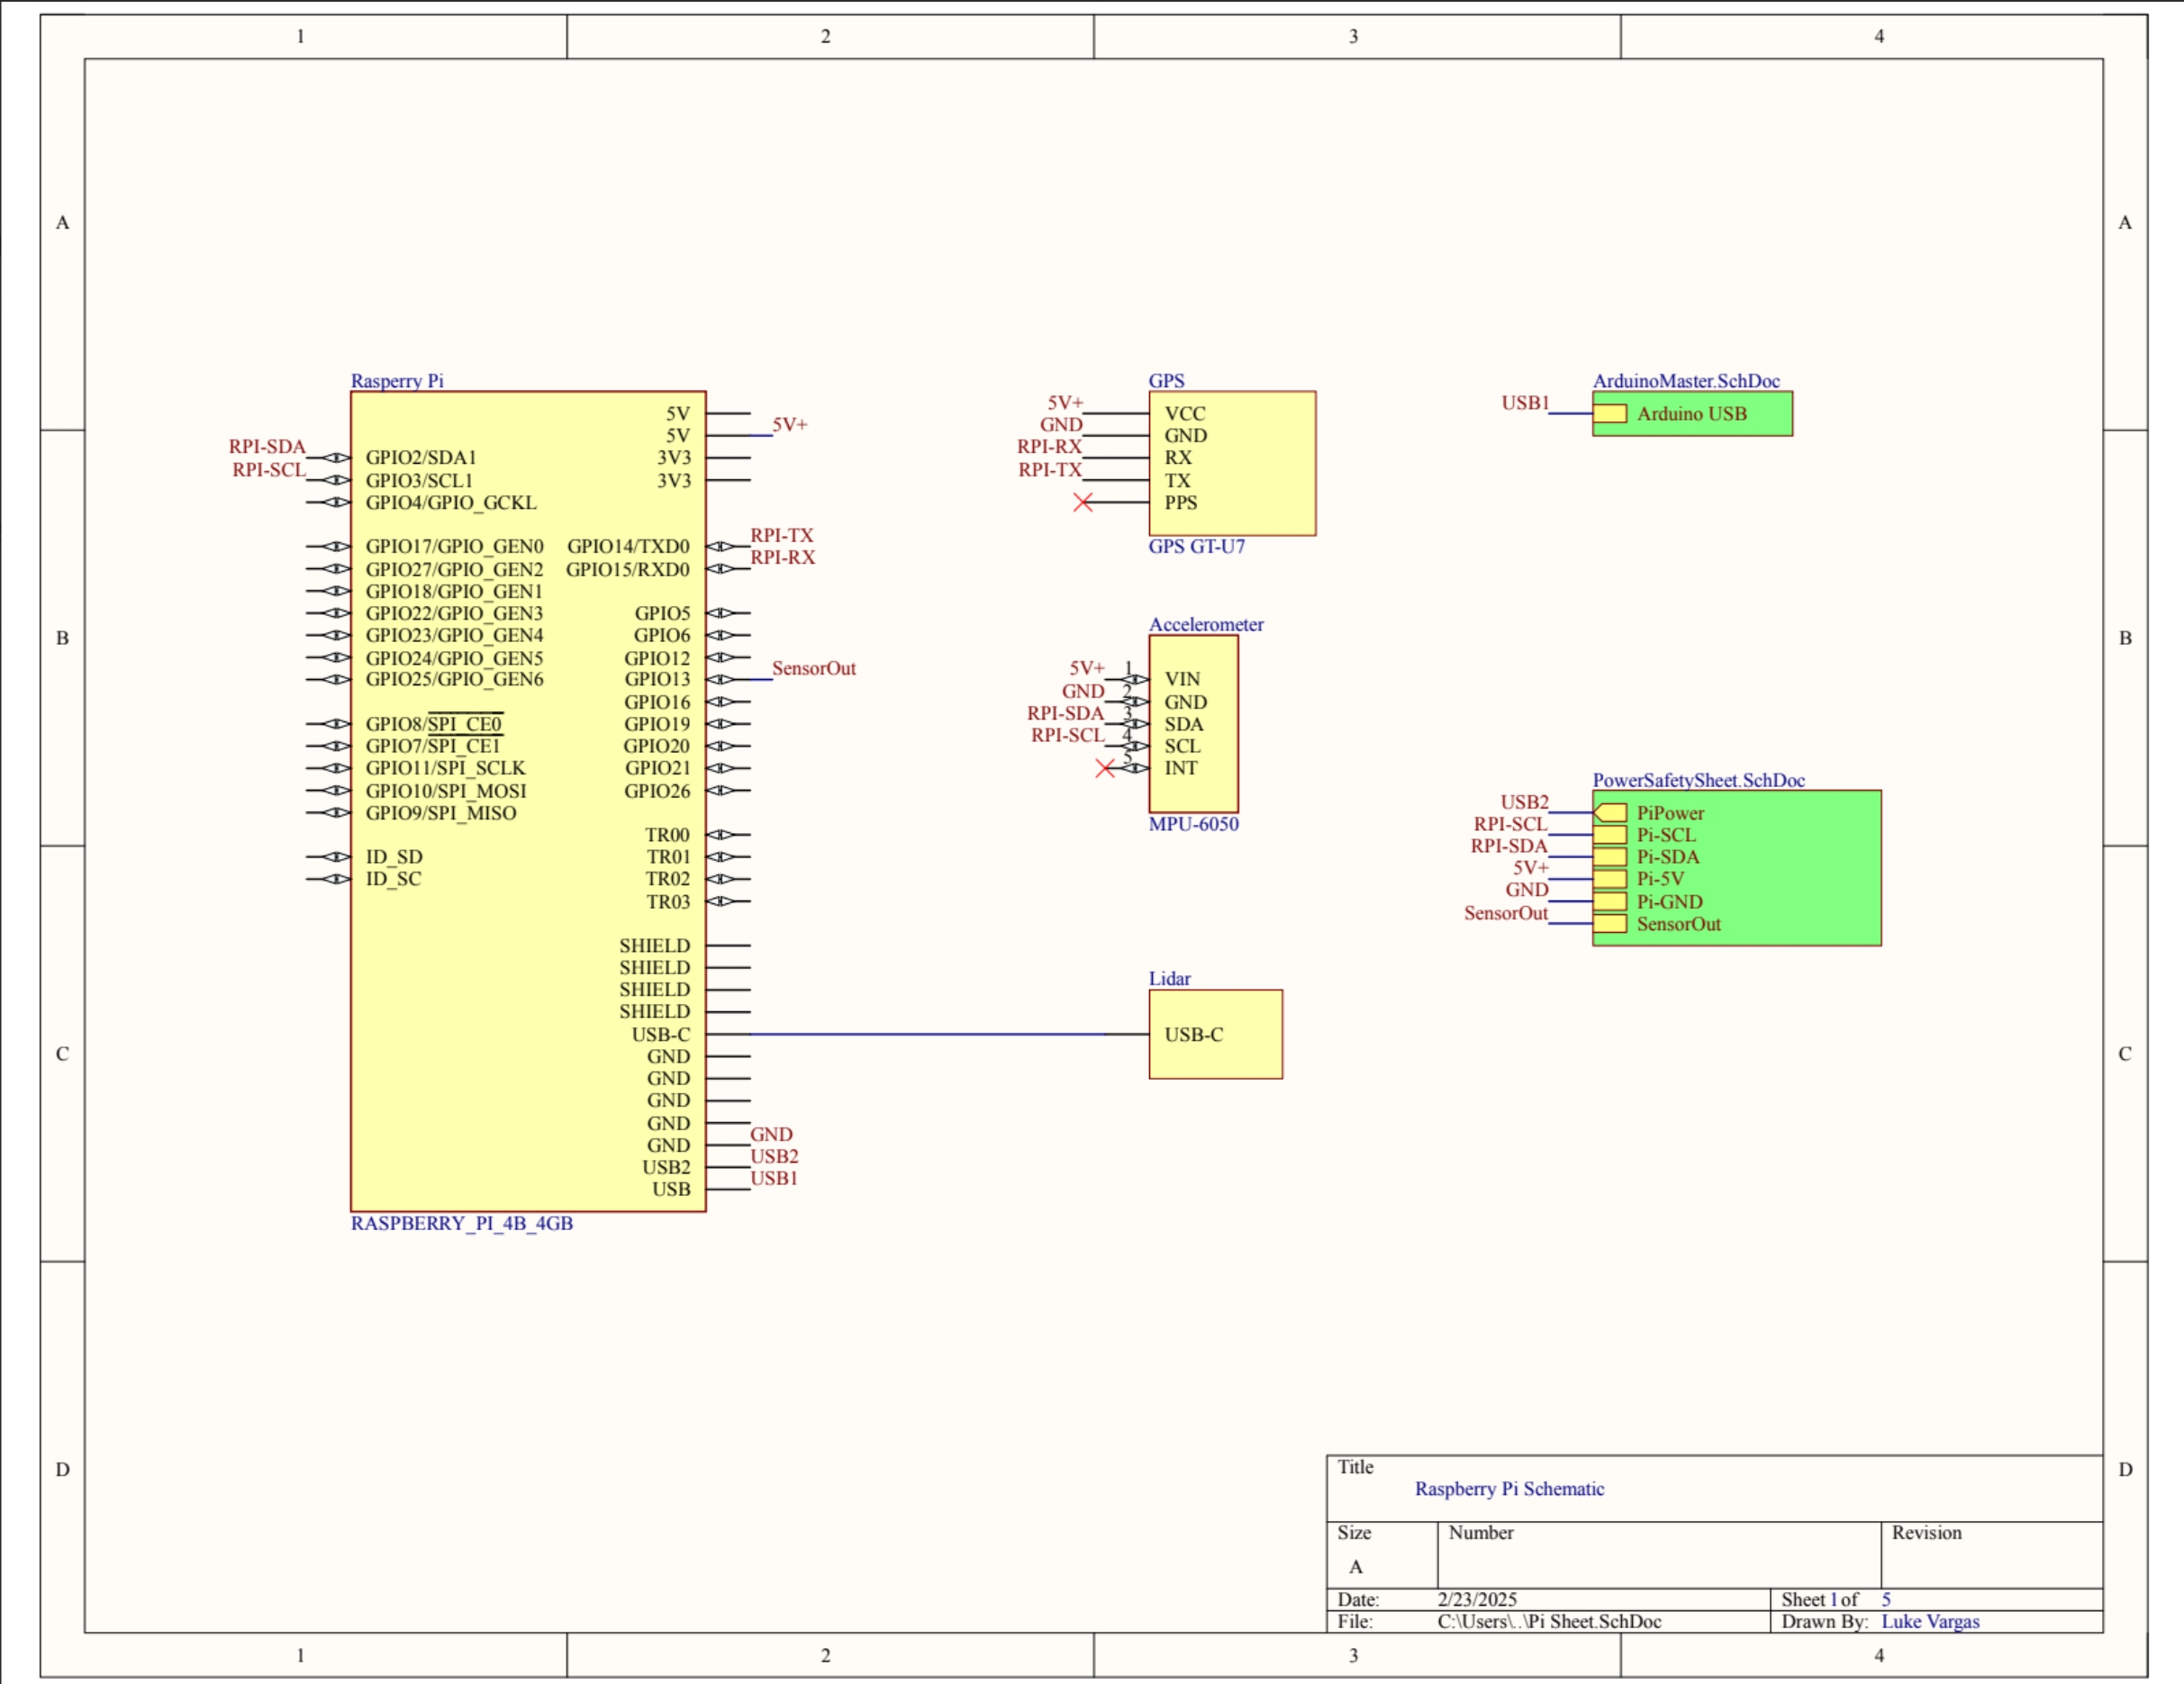 1 2 3 4
A A
B B
C C
D D
Rasperry Pi
RPI-SDA
RPI-SCL
GPIO2/SDA1
GPIO3/SCL1
GPIO4/GPIO_GCKL
GPIO17/GPIO_GEN0
GPIO27/GPIO_GEN2
GPIO18/GPIO_GEN1
GPIO22/GPIO_GEN3
GPIO23/GPIO_GEN4
GPIO24/GPIO_GEN5
GPIO25/GPIO_GEN6
GPIO8/SPI_CE0
GPIO7/SPI_CE1
GPIO11/SPI_SCLK
GPIO10/SPI_MOSI
GPIO9/SPI_MISO
ID_SD
ID_SC
5V
5V 5V+
3V3
3V3
GPIO14/TXD0 RPI-TX
GPIO15/RXD0 RPI-RX
GPIO5
GPIO6
GPIO12
GPIO13 SensorOut
GPIO16
GPIO19
GPIO20
GPIO21
GPIO26
TR00
TR01
TR02
TR03
SHIELD
SHIELD
SHIELD
SHIELD
USB-C
GND
GND
GND
GND
GND GND
USB2 USB2
USB USB1
RASPBERRY_PI_4B_4GB
GPS
5V+ VCC
GND GND
RPI-RX RX
RPI-TX TX
PPS
GPS GT-U7
Accelerometer
5V+ 1 VIN
GND 2 GND
RPI-SDA 3 SDA
RPI-SCL 4 SCL
5 INT
MPU-6050
Lidar
USB-C
ArduinoMaster.SchDoc
USB1 Arduino USB
PowerSafetySheet.SchDoc
USB2 PiPower
RPI-SCL Pi-SCL
RPI-SDA Pi-SDA
5V+ Pi-5V
GND Pi-GND
SensorOut SensorOut
Title
Raspberry Pi Schematic
Size Number Revision
A
Date: 2/23/2025 Sheet 1 of 5
File: C:\Users\..\Pi Sheet.SchDoc Drawn By: Luke Vargas
1 2 3 4